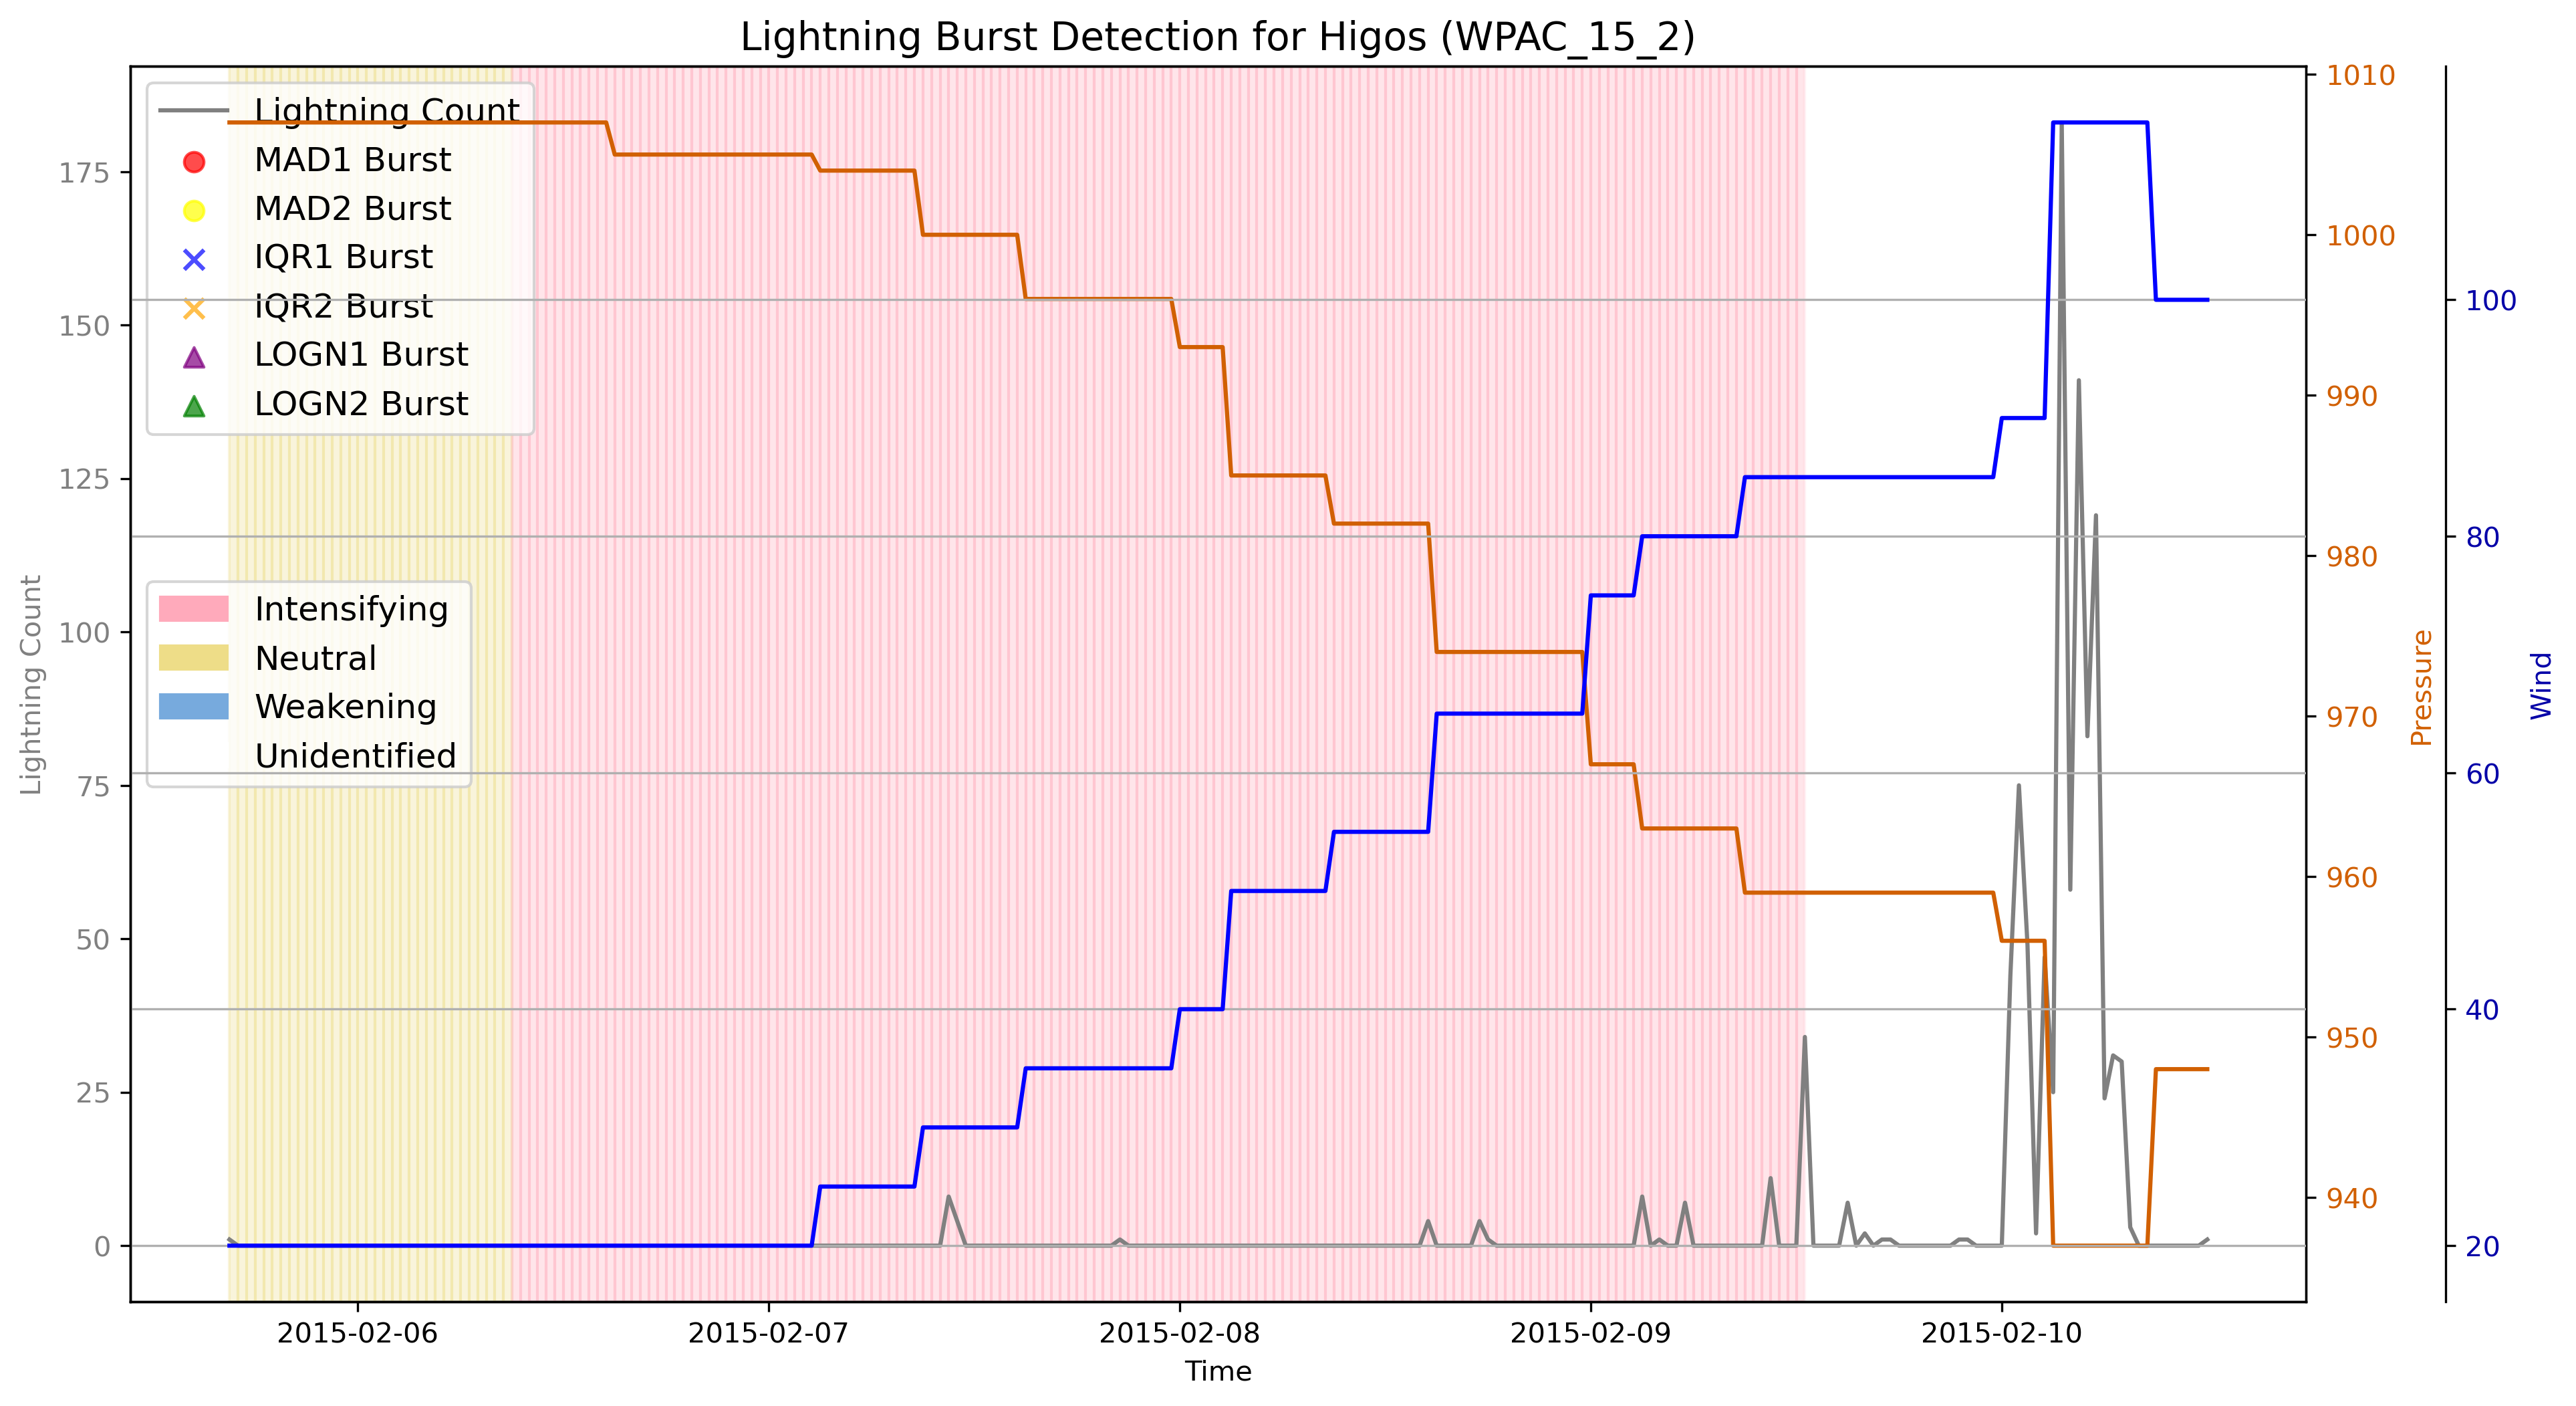 Lightning Burst Detection for Higos (WPAC_15_2)
Lightning Count
MAD1 Burst
MAD2 Burst
IQR1 Burst
IQR2 Burst
LOGN1 Burst
LOGN2 Burst
Intensifying
Neutral
Weakening
Unidentified
Lightning Count
175
150
125
100
75
50
25
0
1010
1000
990
980
970
960
950
940
Pressure
100
80
60
40
20
Wind
2015-02-06
2015-02-07
2015-02-08
2015-02-09
2015-02-10
Time